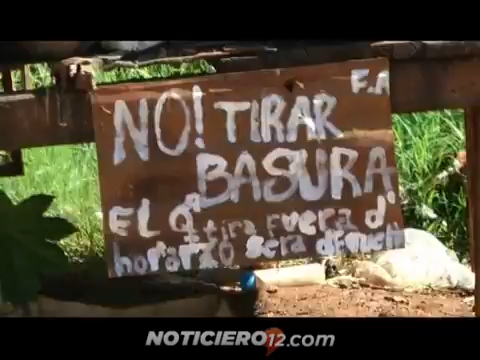 F.A
NO! TIRAR
BASURA
EL Q tira FUERA d'
horario SERA
NOTICIERO12.com